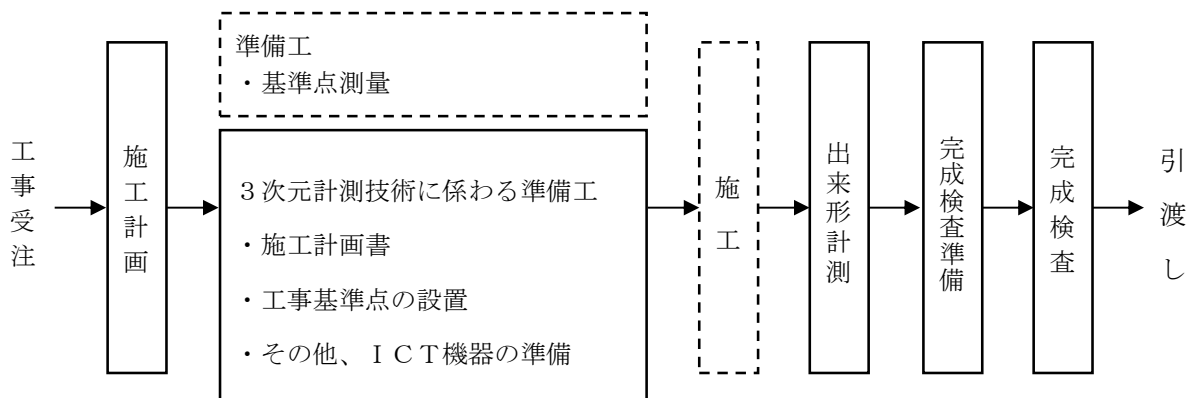 工事受注
施工計画
準備工
・基準点測量
３次元計測技術に係わる準備工
・施工計画書
・工事基準点の設置
・その他、ＩＣＴ機器の準備
施工
出来形計測
完成検査準備
完成検査
引渡し